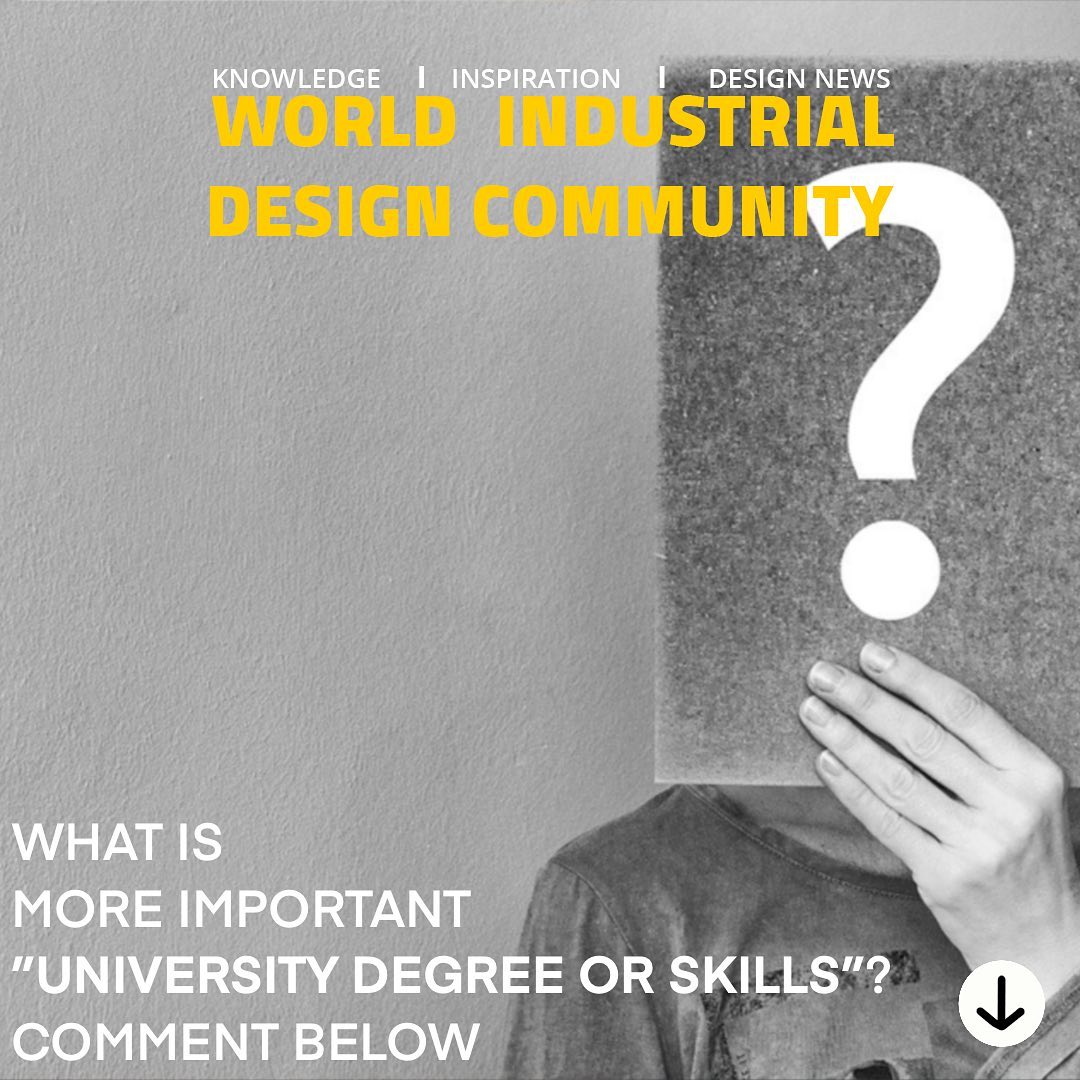 KNOWLEDGE I INSPIRATION I DESIGN NEWS
WORLD INDUSTRIAL
DESIGN COMMUNITY
?
WHAT IS
MORE IMPORTANT
"UNIVERSITY DEGREE OR SKILLS"?
COMMENT BELOW